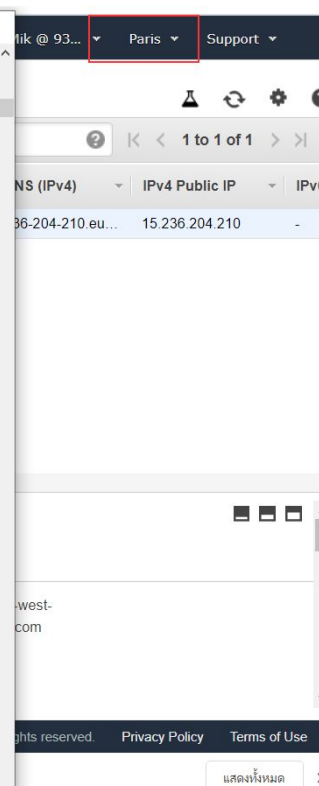 Mik @ 93... Paris Support
1 to 1 of 1
NS (IPv4) IPv4 Public IP IPv
36-204-210.eu... 15.236.204.210 -
-west-
com
ghts reserved. Privacy Policy Terms of Use
แสดงทั้งหมด